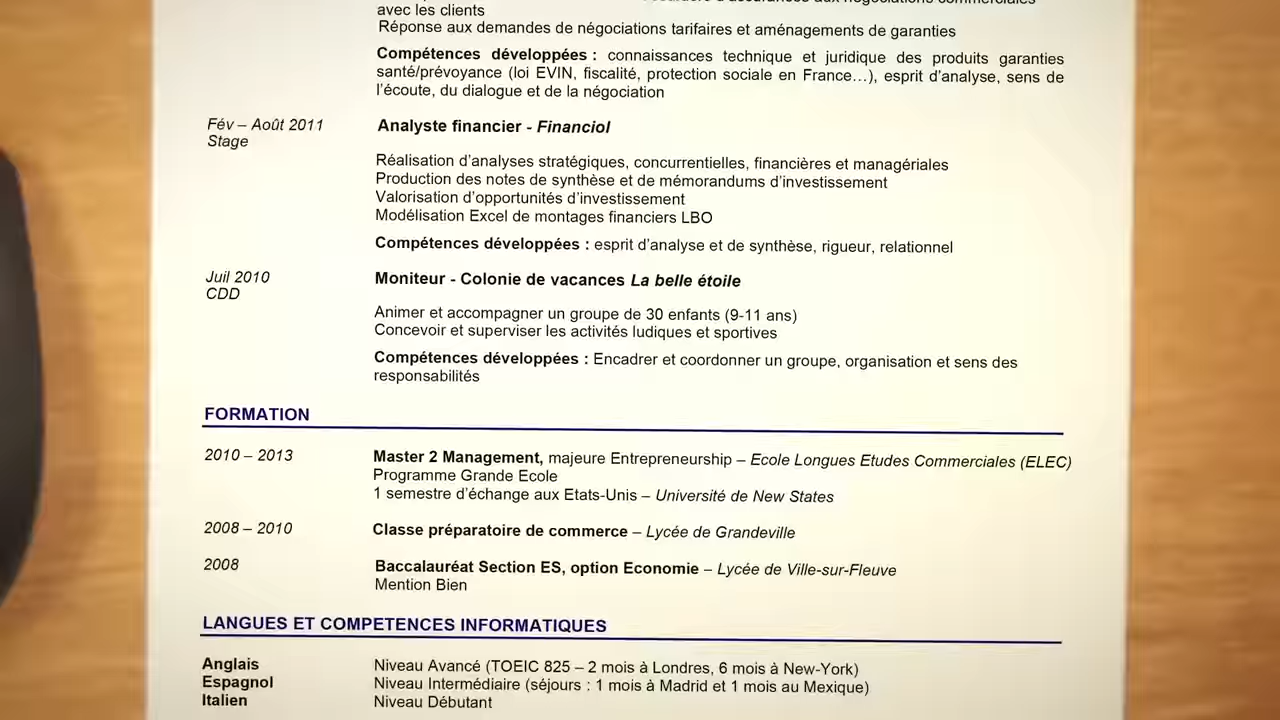 d'assurances aux négociations commerciales
avec les clients
Réponse aux demandes de négociations tarifaires et aménagements de garanties
Compétences développées : connaissances technique et juridique des produits garanties
santé/prévoyance (loi EVIN, fiscalité, protection sociale en France…), esprit d'analyse, sens de
l'écoute, du dialogue et de la négociation
Fév – Août 2011 Analyste financier - Financiol
Stage
Réalisation d'analyses stratégiques, concurrentielles, financières et managériales
Production des notes de synthèse et de mémorandums d'investissement
Valorisation d'opportunités d'investissement
Modélisation Excel de montages financiers LBO
Compétences développées : esprit d'analyse et de synthèse, rigueur, relationnel
Juil 2010 Moniteur - Colonie de vacances La belle étoile
CDD
Animer et accompagner un groupe de 30 enfants (9-11 ans)
Concevoir et superviser les activités ludiques et sportives
Compétences développées : Encadrer et coordonner un groupe, organisation et sens des
responsabilités
FORMATION
2010 – 2013 Master 2 Management, majeure Entrepreneurship – Ecole Longues Etudes Commerciales (ELEC)
Programme Grande Ecole
1 semestre d'échange aux Etats-Unis – Université de New States
2008 – 2010 Classe préparatoire de commerce – Lycée de Grandeville
2008 Baccalauréat Section ES, option Economie – Lycée de Ville-sur-Fleuve
Mention Bien
LANGUES ET COMPETENCES INFORMATIQUES
Anglais Niveau Avancé (TOEIC 825 – 2 mois à Londres, 6 mois à New-York)
Espagnol Niveau Intermédiaire (séjours : 1 mois à Madrid et 1 mois au Mexique)
Italien Niveau Débutant